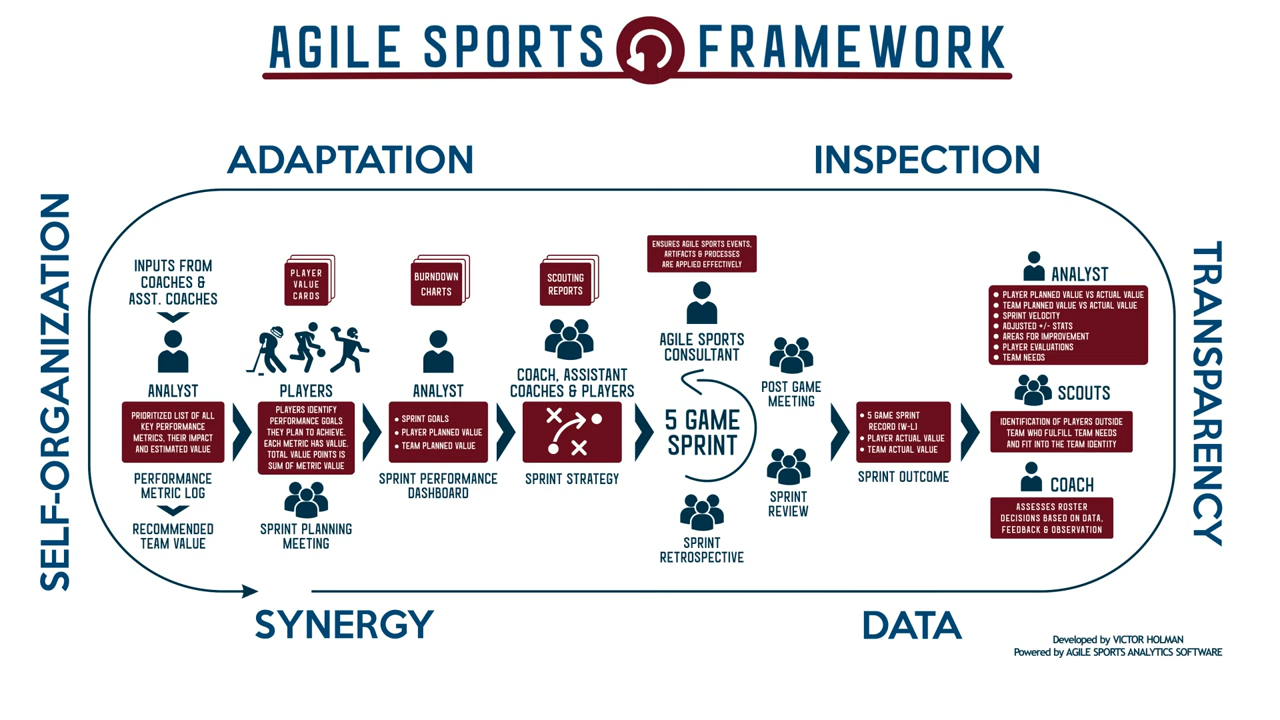 AGILE SPORTS FRAMEWORK
ADAPTATION
INSPECTION
SELF-ORGANIZATION
TRANSPARENCY
INPUTS FROM
COACHES &
ASST. COACHES
ANALYST
PRIORITIZED LIST OF ALL
KEY PERFORMANCE
METRICS, THEIR IMPACT
AND ESTIMATED VALUE
PERFORMANCE
METRIC LOG
RECOMMENDED
TEAM VALUE
PLAYER
VALUE
CARDS
PLAYERS
PLAYERS IDENTIFY
PERFORMANCE GOALS
THEY PLAN TO ACHIEVE.
EACH METRIC HAS VALUE.
TOTAL VALUE POINTS IS
SUM OF METRIC VALUE
SPRINT PLANNING
MEETING
BURNDOWN
CHARTS
ANALYST
• SPRINT GOALS
• PLAYER PLANNED VALUE
• TEAM PLANNED VALUE
SPRINT PERFORMANCE
DASHBOARD
SCOUTING
REPORTS
COACH, ASSISTANT
COACHES & PLAYERS
SPRINT STRATEGY
ENSURES AGILE SPORTS EVENTS,
ARTIFACTS & PROCESSES
ARE APPLIED EFFECTIVELY
AGILE SPORTS
CONSULTANT
5 GAME
SPRINT
SPRINT
RETROSPECTIVE
POST GAME
MEETING
SPRINT
REVIEW
• 5 GAME SPRINT
RECORD (W-L)
• PLAYER ACTUAL VALUE
• TEAM ACTUAL VALUE
SPRINT OUTCOME
ANALYST
• PLAYER PLANNED VALUE VS ACTUAL VALUE
• TEAM PLANNED VALUE VS ACTUAL VALUE
• SPRINT VELOCITY
• ADJUSTED +/- STATS
• AREAS FOR IMPROVEMENT
• PLAYER EVALUATIONS
• TEAM NEEDS
SCOUTS
IDENTIFICATION OF PLAYERS OUTSIDE
TEAM WHO FULFILL TEAM NEEDS
AND FIT INTO THE TEAM IDENTITY
COACH
ASSESSES ROSTER
DECISIONS BASED ON DATA,
FEEDBACK & OBSERVATION
SYNERGY
DATA
Developed by VICTOR HOLMAN
Powered by AGILE SPORTS ANALYTICS SOFTWARE